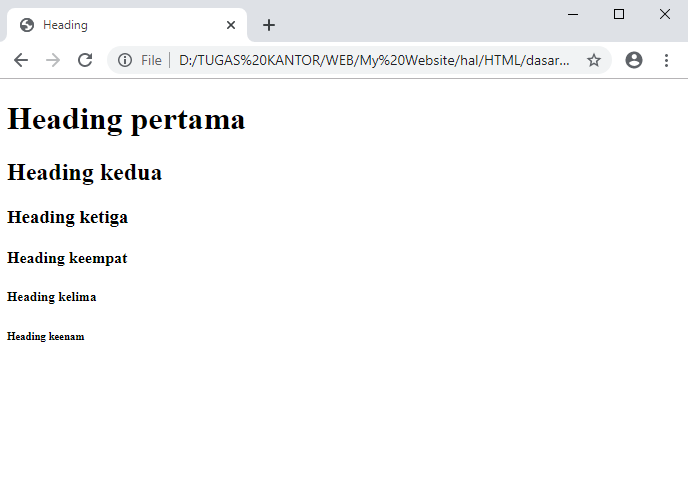 Heading
File D:/TUGAS%20KANTOR/WEB/My%20Website/hal/HTML/dasar...
Heading pertama
Heading kedua
Heading ketiga
Heading keempat
Heading kelima
Heading keenam